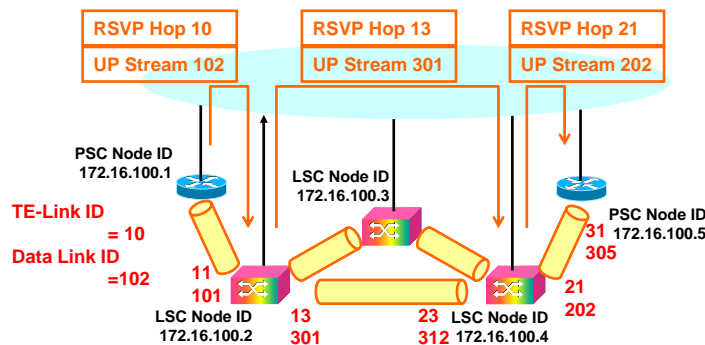 RSVP Hop 10
UP Stream 102
RSVP Hop 13
UP Stream 301
RSVP Hop 21
UP Stream 202
PSC Node ID
172.16.100.1
LSC Node ID
172.16.100.3
PSC Node ID
172.16.100.5
TE-Link ID
= 10
Data Link ID
=102
11
101
31
305
21
202
LSC Node ID
172.16.100.2
13
301
23
312
LSC Node ID
172.16.100.4